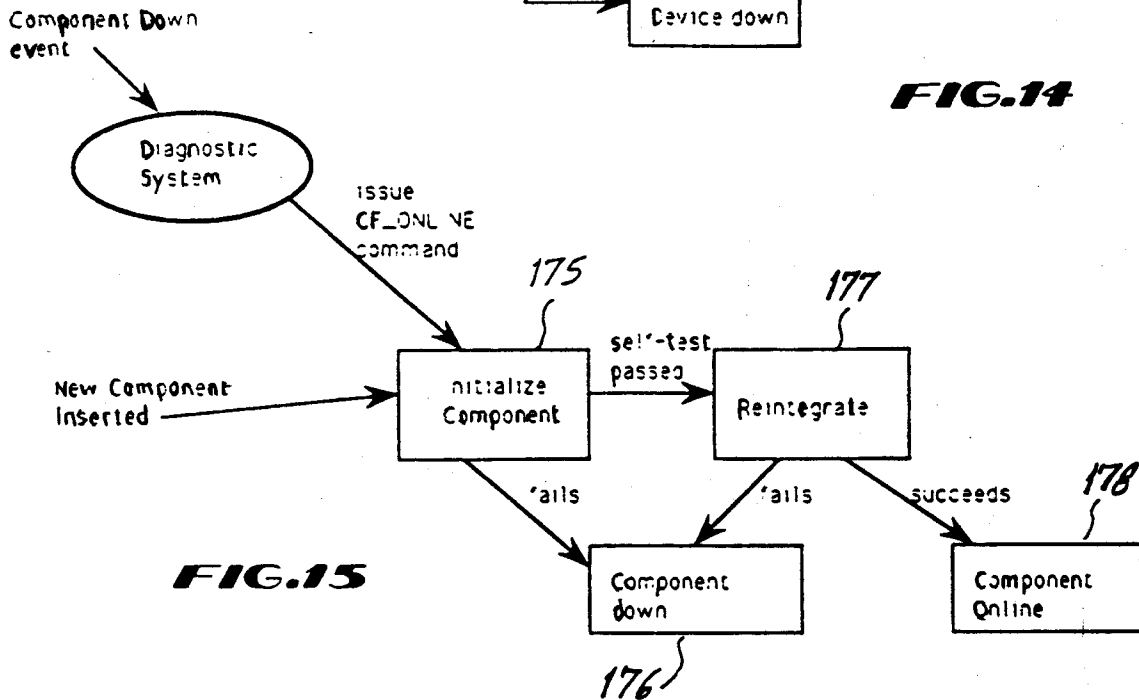 Component Down
event
Device down
FIG.14
Diagnostic
System
issue
CF_ONLINE
command
175
177
New Component
inserted
Initialize
Component
self-test
passed
Reintegrate
fails
fails
succeeds
178
FIG.15
Component
down
Component
Online
176